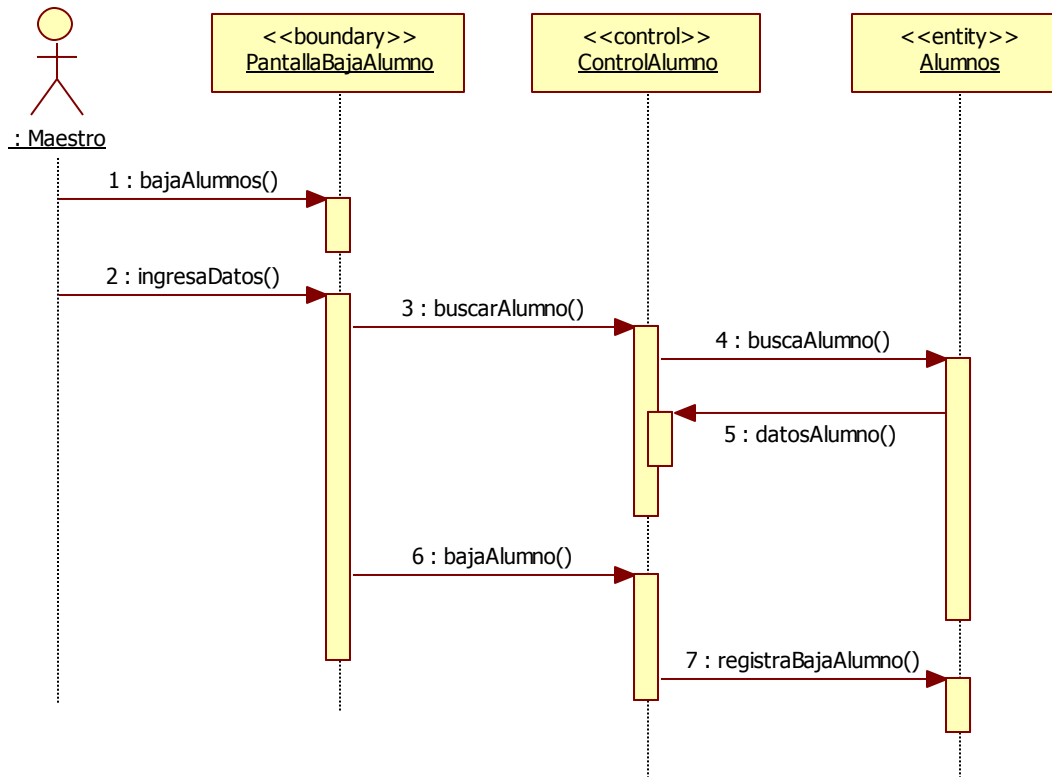 <<boundary>>
PantallaBajaAlumno
<<control>>
ControlAlumno
<<entity>>
Alumnos
: Maestro
1 : bajaAlumnos()
2 : ingresaDatos()
3 : buscarAlumno()
4 : buscaAlumno()
5 : datosAlumno()
6 : bajaAlumno()
7 : registraBajaAlumno()